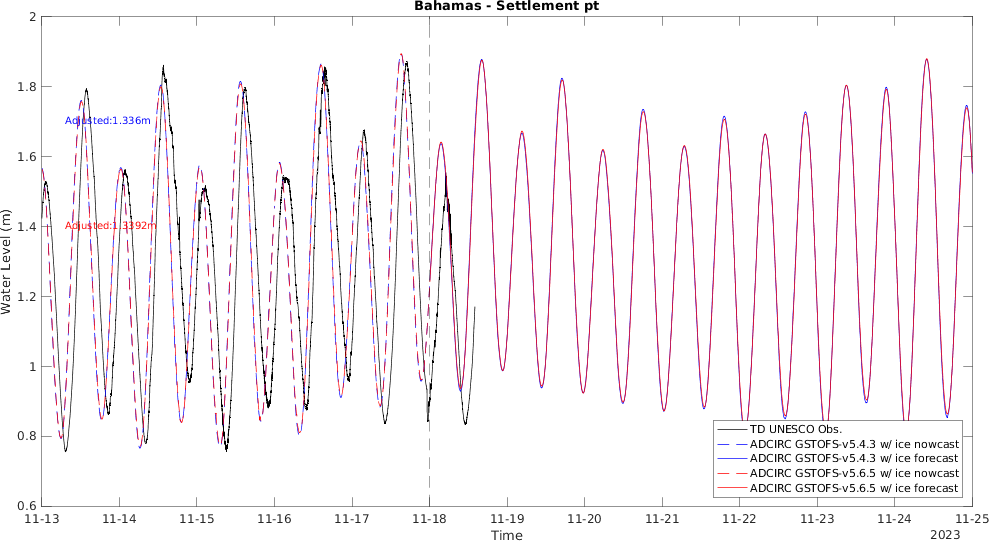 Bahamas - Settlement pt
2
1.8
1.6
1.4
1.2
1
0.8
0.6
Water Level (m)
Adjusted:1.336m
Adjusted:1.3392m
TD UNESCO Obs.
ADCIRC GSTOFS-v5.4.3 w/ ice nowcast
ADCIRC GSTOFS-v5.4.3 w/ ice forecast
ADCIRC GSTOFS-v5.6.5 w/ ice nowcast
ADCIRC GSTOFS-v5.6.5 w/ ice forecast
11-13 11-14 11-15 11-16 11-17 11-18 11-19 11-20 11-21 11-22 11-23 11-24 11-25
Time
2023